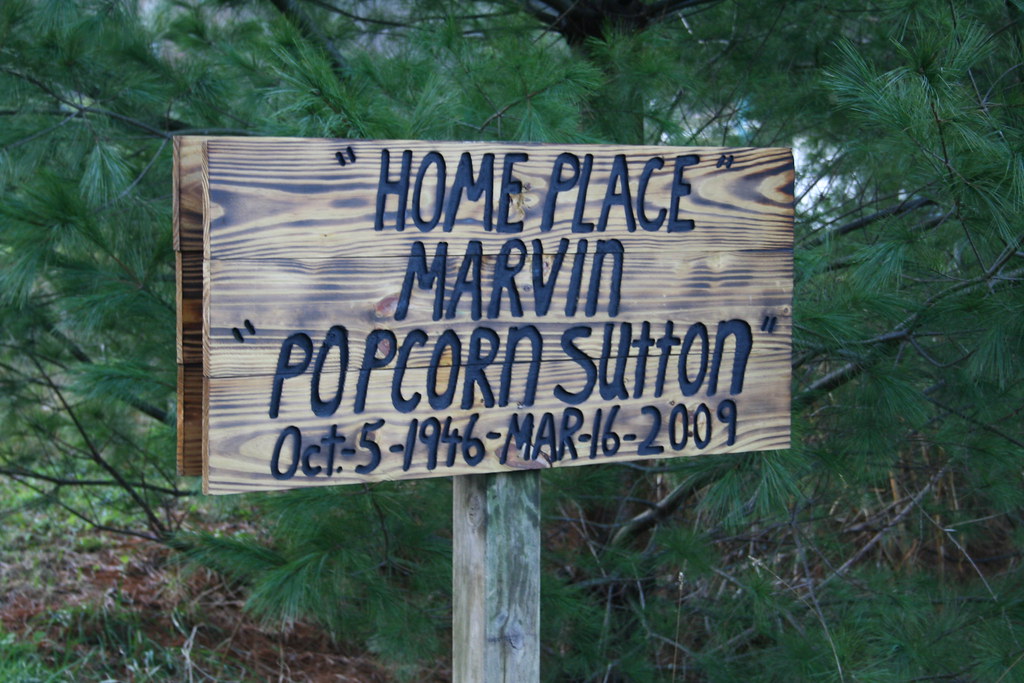 "HOME PLACE"
MARVIN
"POPCORN Sutton"
Oct.-5-1946-MAR-16-2009